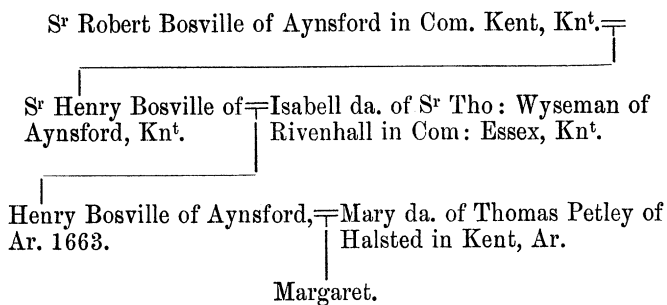 Sʳ Robert Bosville of Aynsford in Com. Kent, Knᵗ.
Sʳ Henry Bosville of Isabell da. of Sʳ Tho: Wyseman of
Aynsford, Knᵗ. Rivenhall in Com: Essex, Knᵗ.
Henry Bosville of Aynsford, Mary da. of Thomas Petley of
Ar. 1663. Halsted in Kent, Ar.
Margaret.